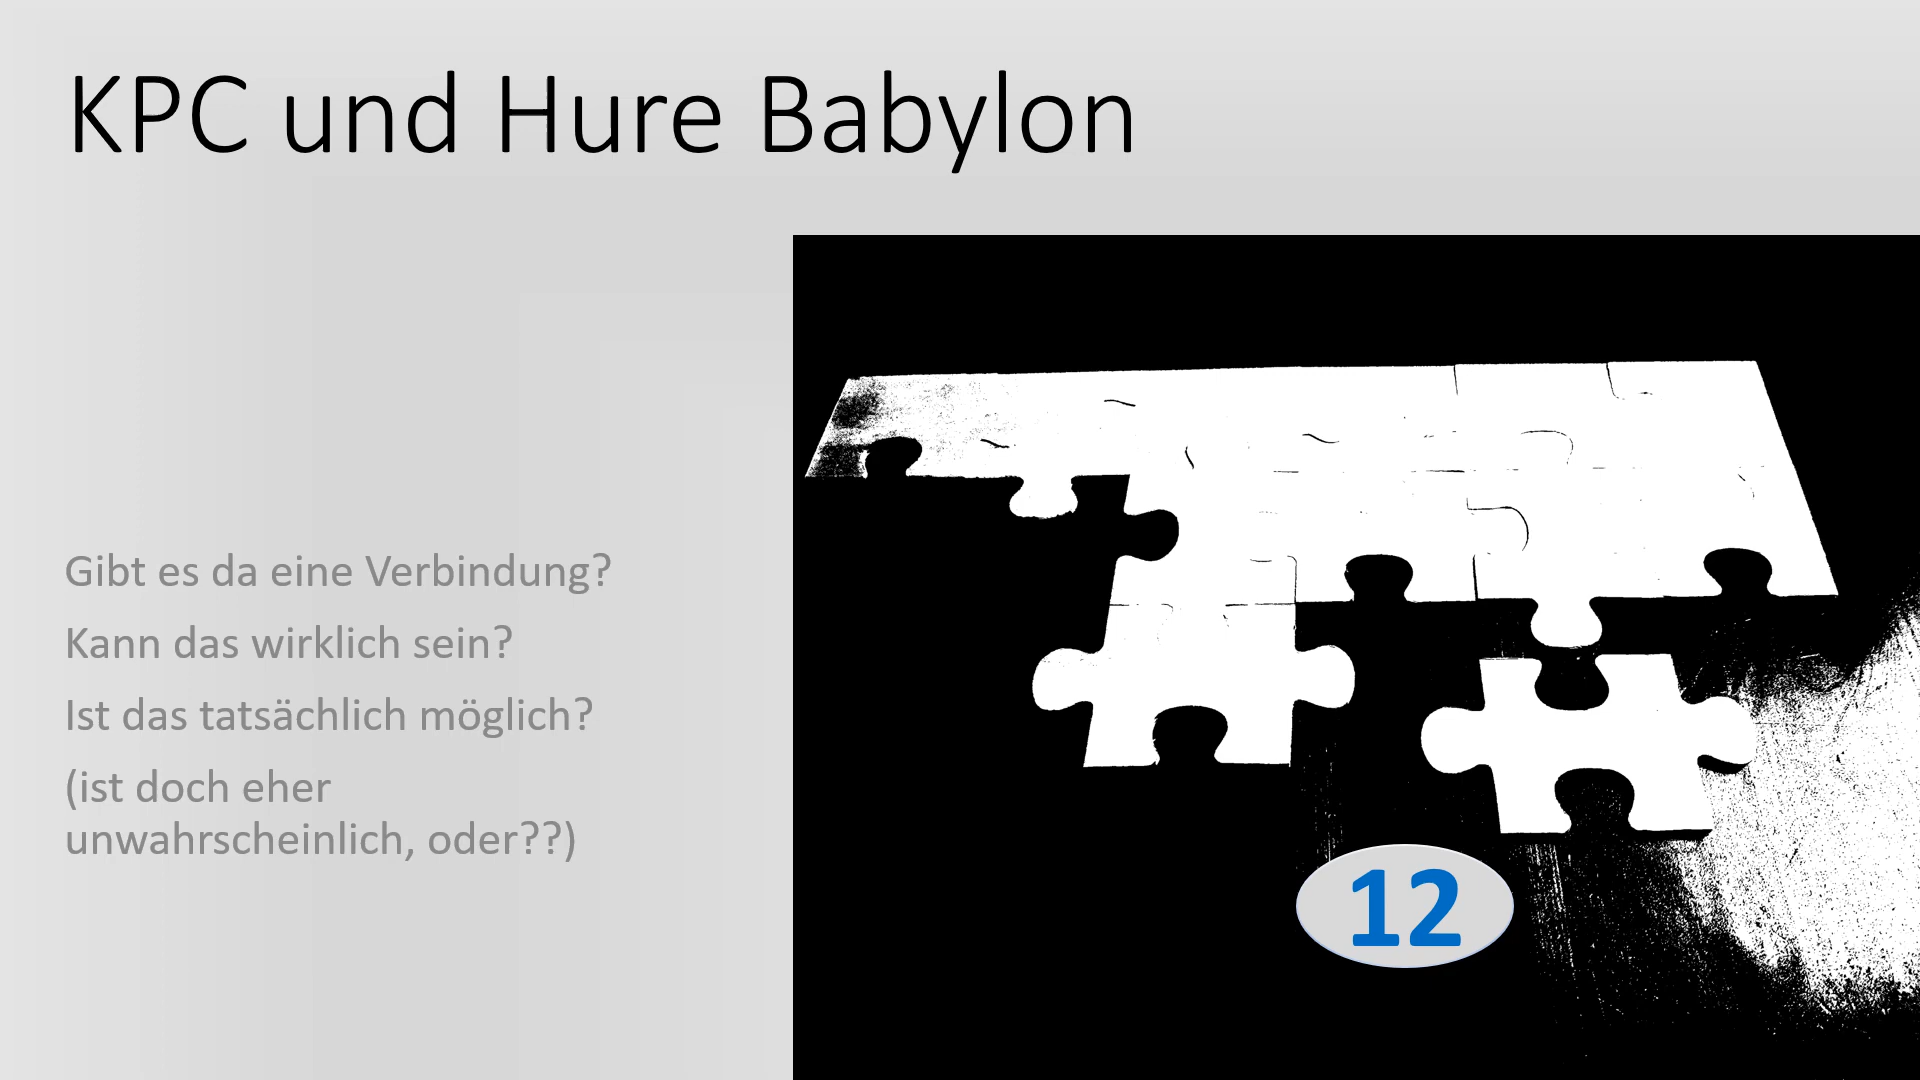 KPC und Hure Babylon
Gibt es da eine Verbindung?
Kann das wirklich sein?
Ist das tatsächlich möglich?
(ist doch eher
unwahrscheinlich, oder??)
12